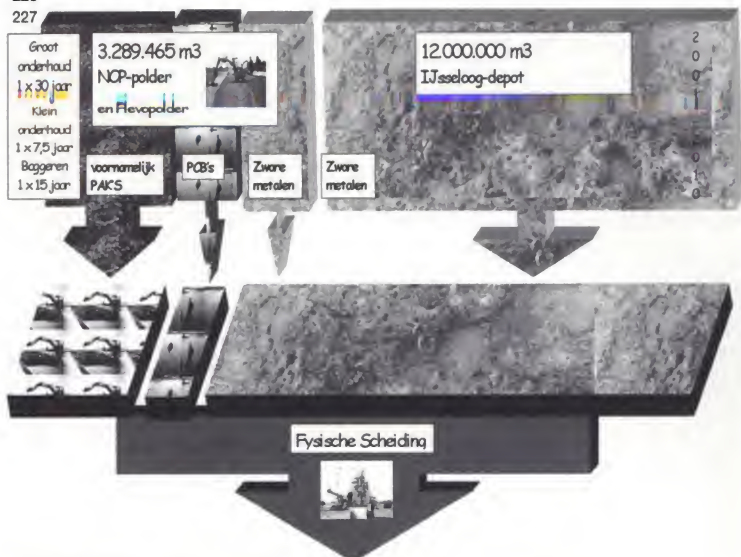 227
Groot
onderhoud
1 x 30 jaar
Klein
onderhoud
1 x 7,5 jaar
Baggeren
1 x 15 jaar
3.289.465 m3
NOP-polder
en Flevopolder
voornamelijk
PAKS
PCB's
Zware
metalen
12.000.000 m3
IJsseloog-depot
Zware
metalen
Fysische Scheiding